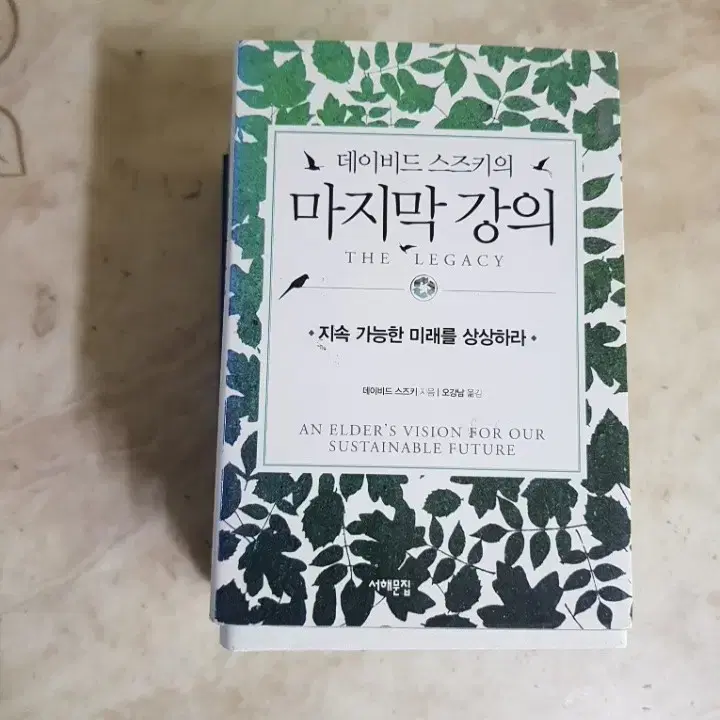 데이비드 스즈키의
마지막 강의
THE LEGACY
지속 가능한 미래를 상상하라
데이비드 스즈키 지음 | 오강남 옮김
AN ELDER'S VISION FOR OUR
SUSTAINABLE FUTURE
서해문집